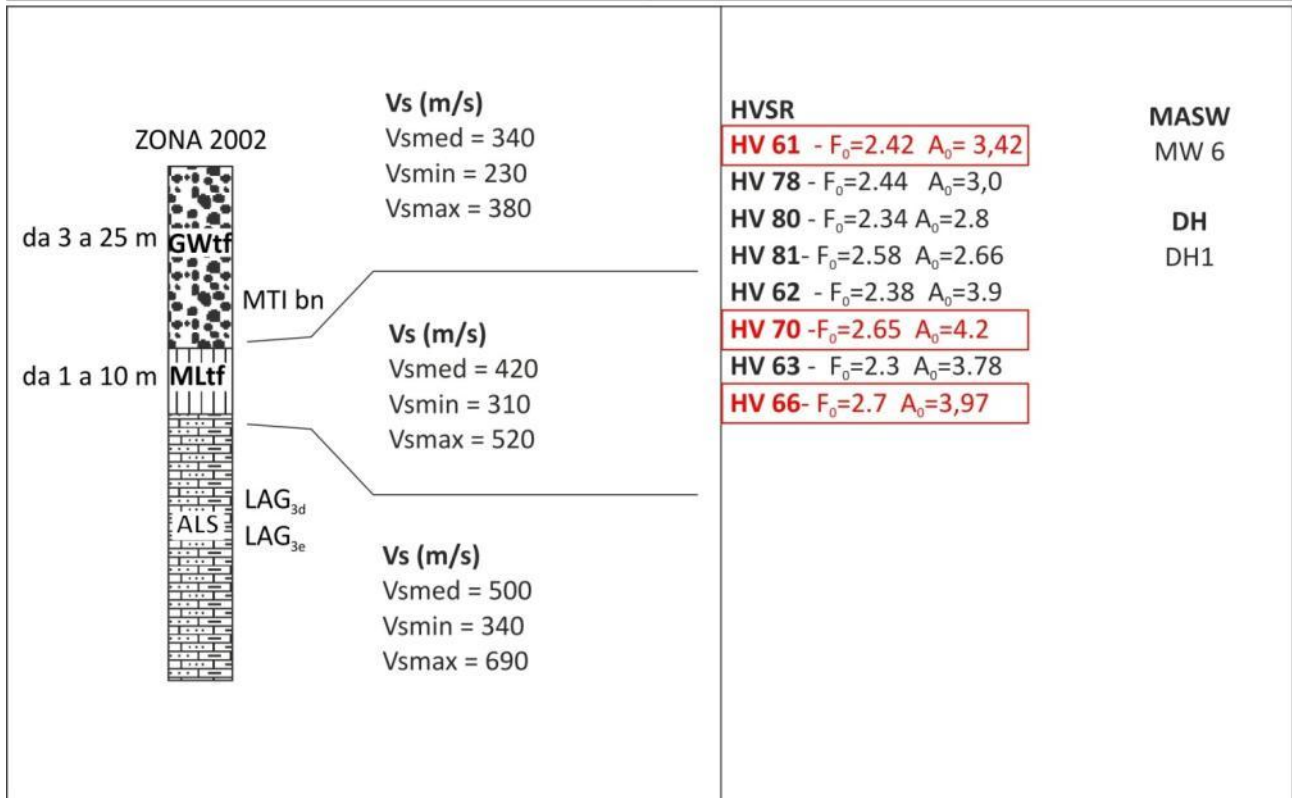 ZONA 2002
da 3 a 25 m
GWtf
MTI bn
da 1 a 10 m
MLtf
ALS
LAG3d
LAG3e
Vs (m/s)
Vsmed = 340
Vsmin = 230
Vsmax = 380
Vs (m/s)
Vsmed = 420
Vsmin = 310
Vsmax = 520
Vs (m/s)
Vsmed = 500
Vsmin = 340
Vsmax = 690
HVSR
HV 61 - F0=2.42 A0= 3,42
HV 78 - F0=2.44 A0=3,0
HV 80 - F0=2.34 A0=2.8
HV 81- F0=2.58 A0=2.66
HV 62 - F0=2.38 A0=3.9
HV 70 -F0=2.65 A0=4.2
HV 63 - F0=2.3 A0=3.78
HV 66- F0=2.7 A0=3,97
MASW
MW 6
DH
DH1